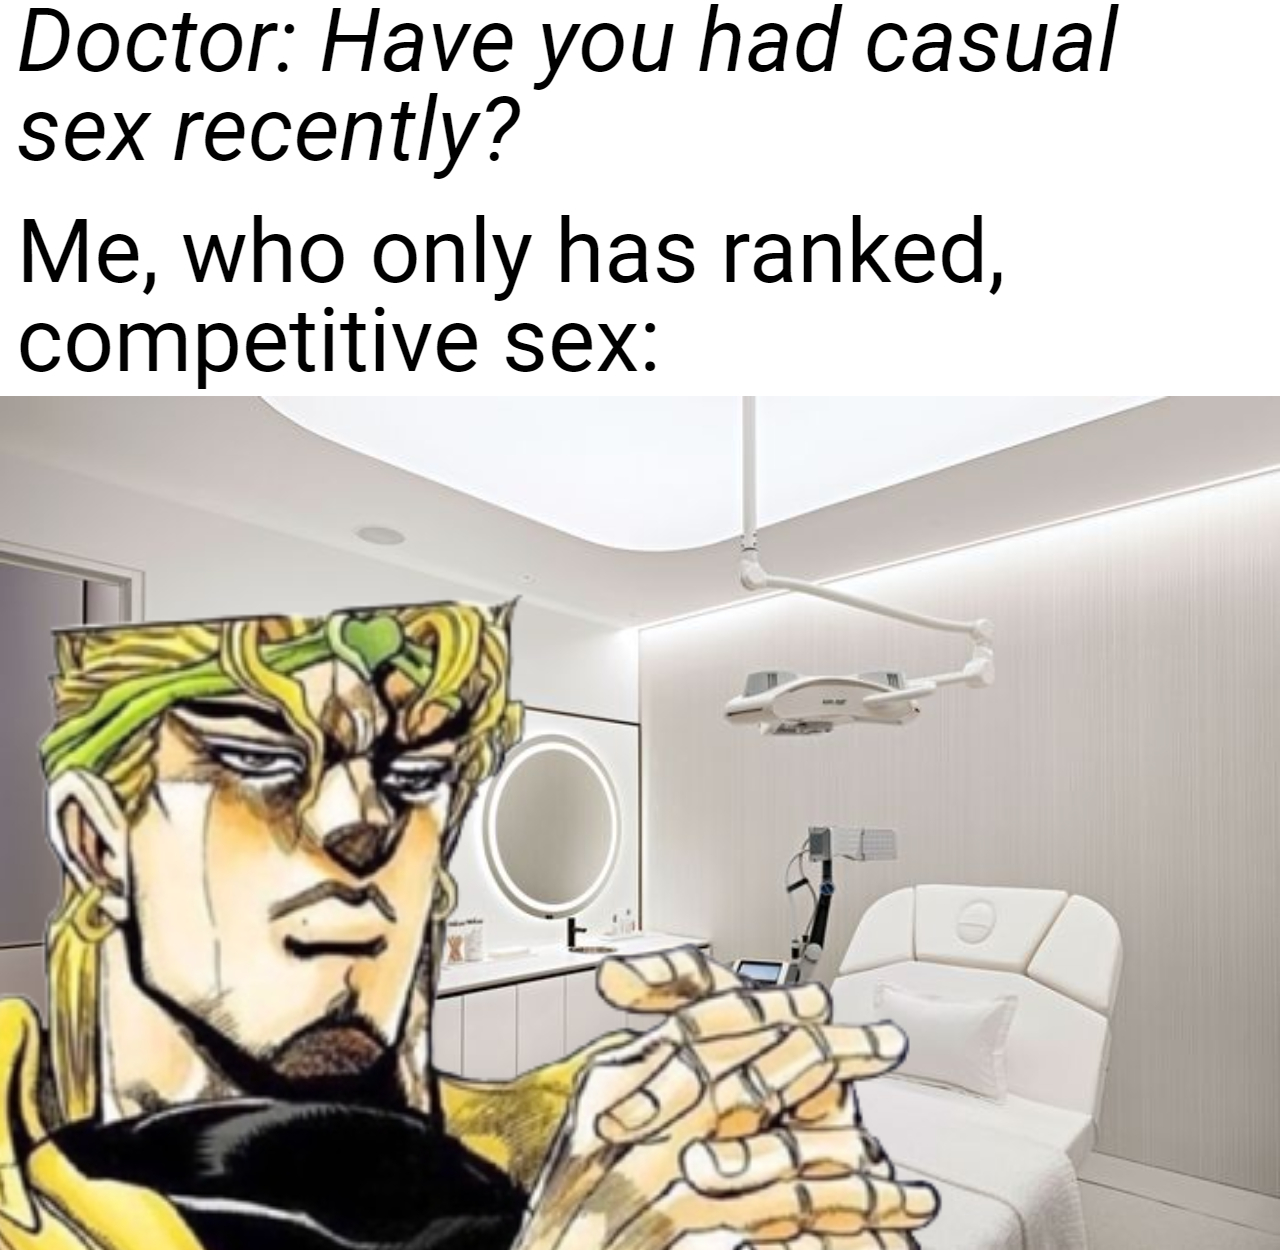 Doctor: Have you had casual
sex recently?
Me, who only has ranked,
competitive sex: